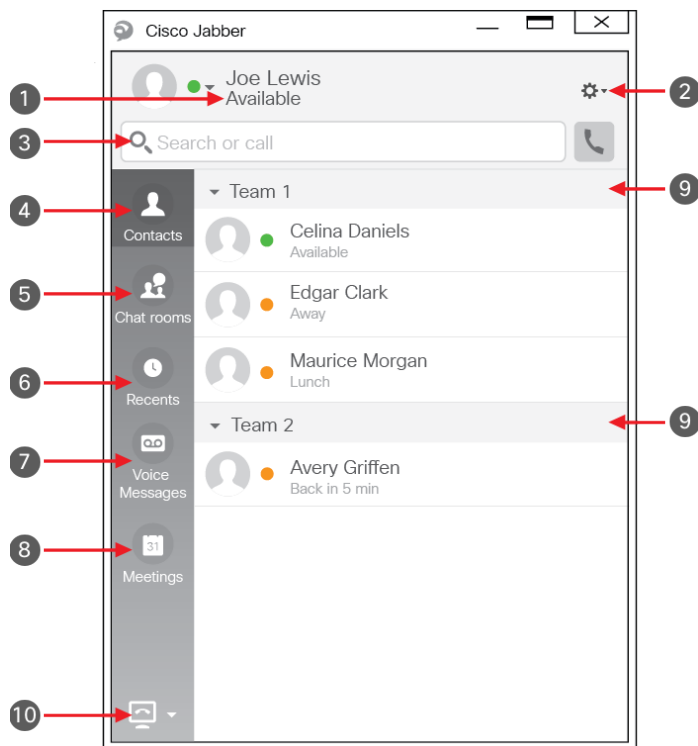 Cisco Jabber
Joe Lewis
1
Available
2
3
Search or call
4
Contacts
Team 1
9
Celina Daniels
Available
5
Chat rooms
Edgar Clark
Away
6
Recents
Maurice Morgan
Lunch
Team 2
9
7
Voice
Messages
Avery Griffen
Back in 5 min
8
31
Meetings
10